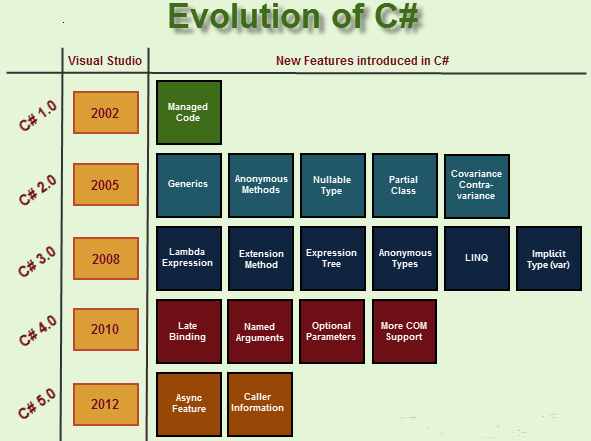 Evolution of C#
Visual Studio
New Features introduced in C#
C# 1.0
2002
Managed
Code
C# 2.0
2005
Generics
Anonymous
Methods
Nullable
Type
Partial
Class
Covariance
Contra-
variance
C# 3.0
2008
Lambda
Expression
Extension
Method
Expression
Tree
Anonymous
Types
LINQ
Implicit
Type (var)
C# 4.0
2010
Late
Binding
Named
Arguments
Optional
Parameters
More COM
Support
C# 5.0
2012
Async
Feature
Caller
Information